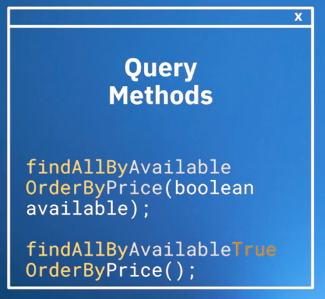 x
Query
Methods
findAllByAvailable
OrderByPrice(boolean
available);
findAllByAvailableTrue
OrderByPrice();